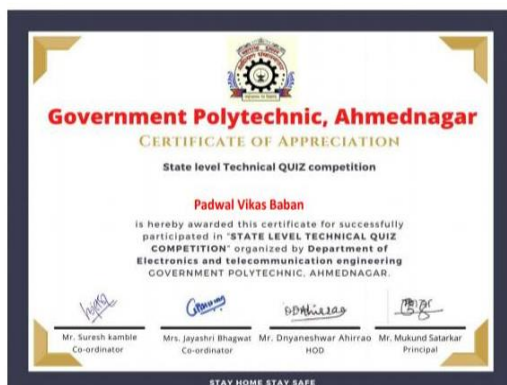 Government Polytechnic, Ahmednagar
CERTIFICATE OF APPRECIATION
State level Technical QUIZ competition
Padwal Vikas Baban
is hereby awarded this certificate for successfully
participated in "STATE LEVEL TECHNICAL QUIZ
COMPETITION" organized by Department of
Electronics and telecommunication engineering
GOVERNMENT POLYTECHNIC, AHMEDNAGAR.
DDAhirrao
Mr. Suresh kamble
Co-ordinator
Mrs. Jayashri Bhagwat
Co-ordinator
Mr. Dnyaneshwar Ahirrao
HOD
Mr. Mukund Satarkar
Principal
STAY HOME STAY SAFE